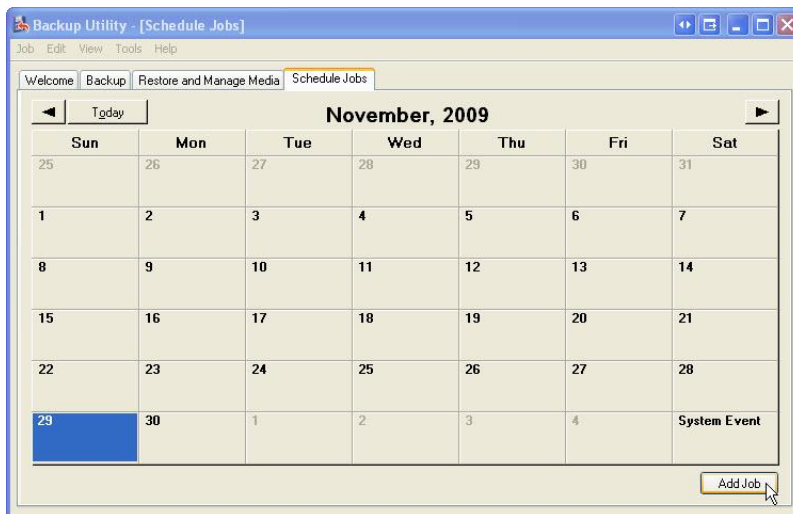 Backup Utility - [Schedule Jobs]
Job Edit View Tools Help
Welcome Backup Restore and Manage Media Schedule Jobs
Today November, 2009
Sun Mon Tue Wed Thu Fri Sat
25 26 27 28 29 30 31
1 2 3 4 5 6 7
8 9 10 11 12 13 14
15 16 17 18 19 20 21
22 23 24 25 26 27 28
29 30 1 2 3 4 System Event
Add Job